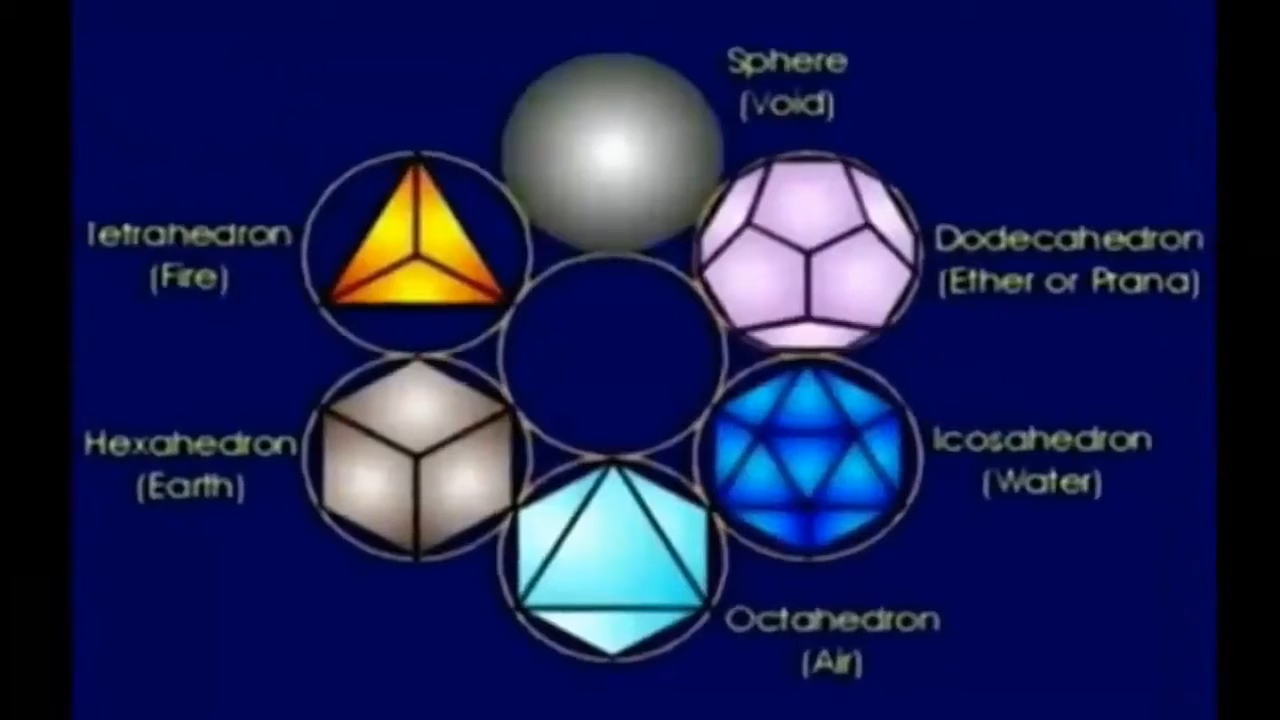 Sphere
(Void)
Tetrahedron
(Fire)
Dodecahedron
(Ether or Prana)
Hexahedron
(Earth)
Icosahedron
(Water)
Octahedron
(Air)